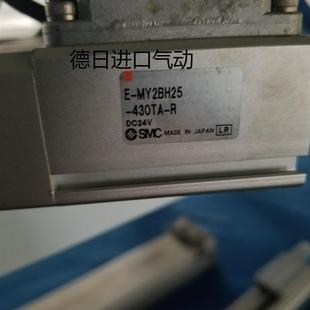 德日进口气动
E-MY2BH25
-430TA-R
DC24V
SMC MADE IN JAPAN LR